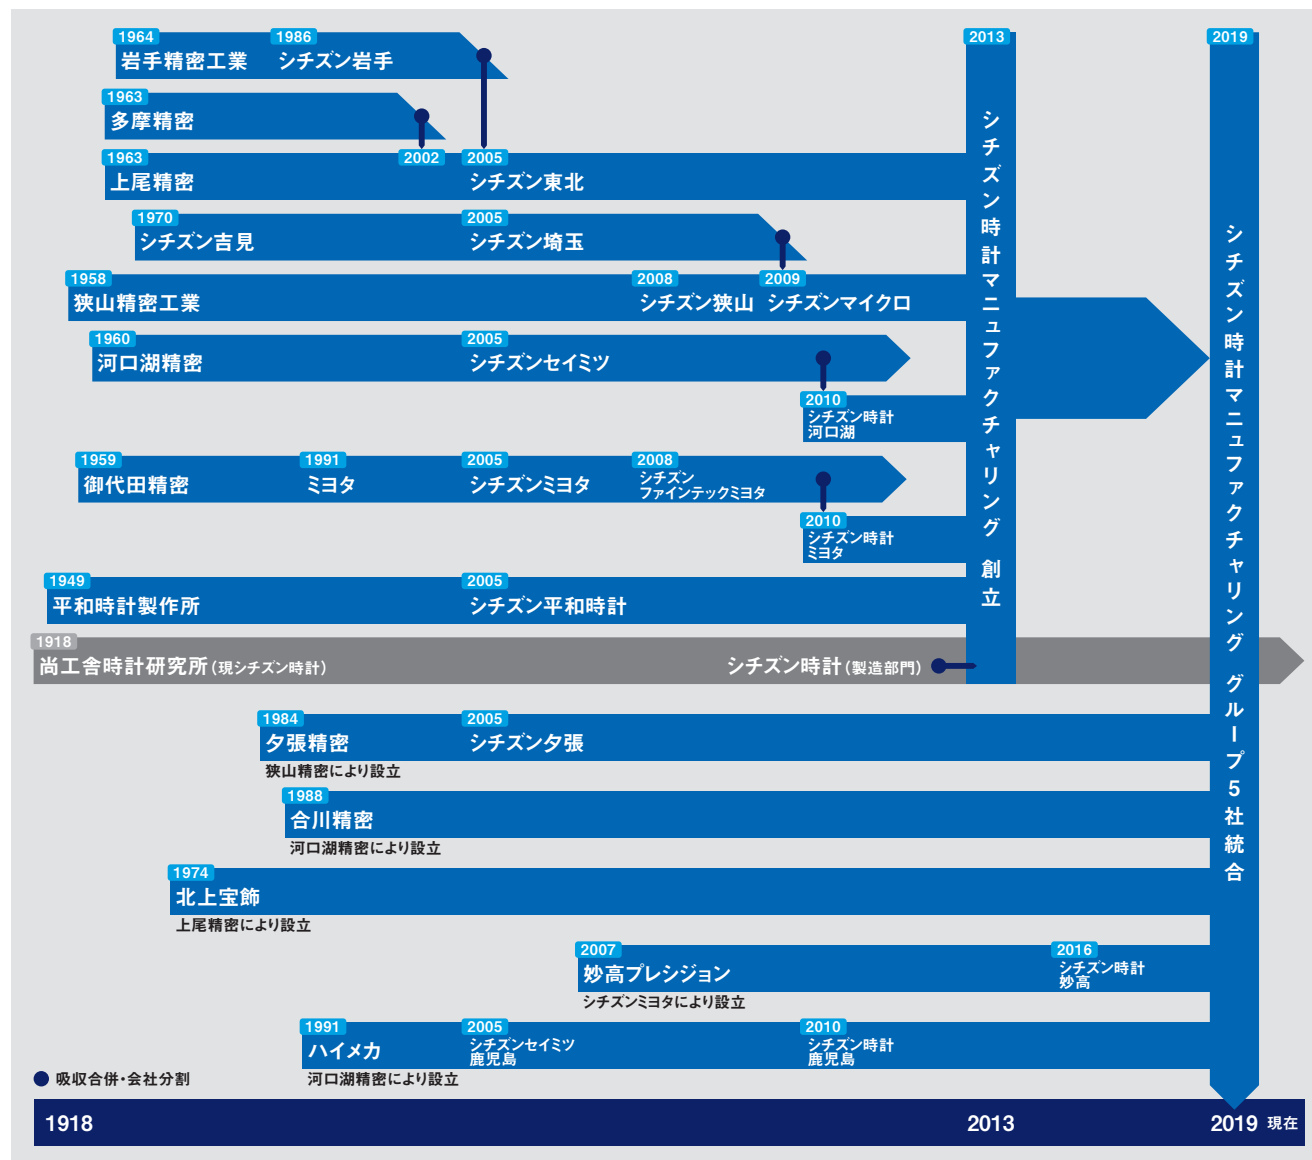 1964
岩手精密工業
1986
シチズン岩手
1963
多摩精密
1963
上尾精密
2002
2005
シチズン東北
1970
シチズン吉見
2005
シチズン埼玉
1958
狭山精密工業
2008
シチズン狭山
2009
シチズンマイクロ
1960
河口湖精密
2005
シチズンセイミツ
2010
シチズン時計
河口湖
1959
御代田精密
1991
ミヨタ
2005
シチズンミヨタ
2008
シチズン
ファインテックミヨタ
2010
シチズン時計
ミヨタ
1949
平和時計製作所
2005
シチズン平和時計
1918
尚工舎時計研究所(現シチズン時計)
シチズン時計(製造部門)
2013
シチズン時計マニュファクチャリング 創立
2019
シチズン時計マニュファクチャリング グループ5社統合
1984
夕張精密
2005
シチズン夕張
狭山精密により設立
1988
合川精密
河口湖精密により設立
1974
北上宝飾
上尾精密により設立
2007
妙高プレシジョン
2016
シチズン時計
妙高
シチズンミヨタにより設立
1991
ハイメカ
2005
シチズンセイミツ
鹿児島
2010
シチズン時計
鹿児島
河口湖精密により設立
吸収合併・会社分割
1918
2013
2019 現在